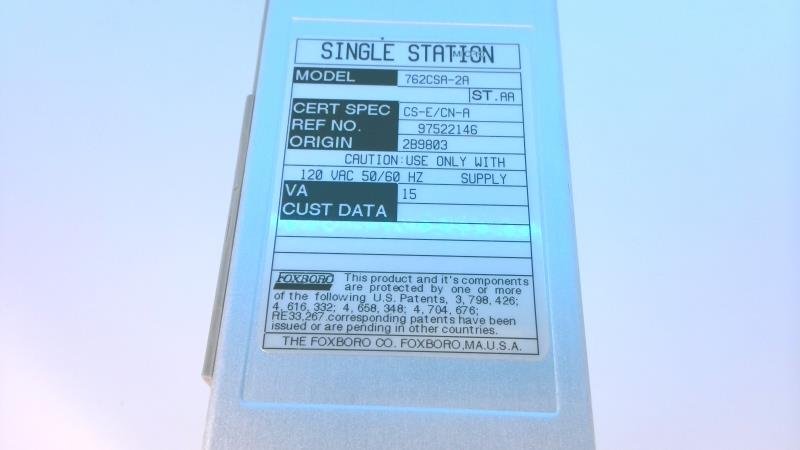 SINGLE STATION
MICRO
MODEL 762CSA-2A
ST.AA
CERT SPEC CS-E/CN-A
REF NO. 97522146
ORIGIN 2B9803
CAUTION:USE ONLY WITH
120 VAC 50/60 HZ SUPPLY
VA 15
CUST DATA
FOXBORO This product and it's components
are protected by one or more
of the following U.S. Patents, 3, 798, 426;
4, 616, 332; 4, 658, 348; 4, 704, 676;
RE33,267.corresponding patents have been
issued or are pending in other countries.
THE FOXBORO CO. FOXBORO,MA.U.S.A.